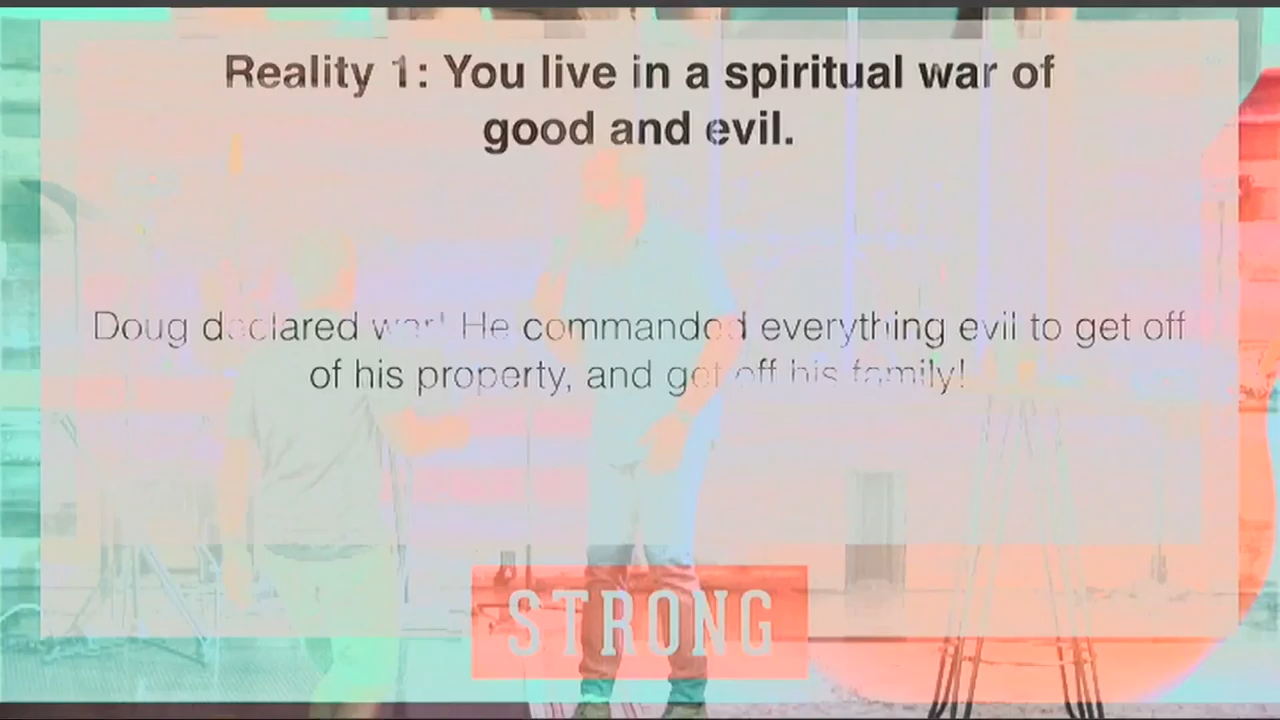 Reality 1: You live in a spiritual war of
good and evil.
Doug declared war! He commanded everything evil to get off
of his property, and get off his family!
STRONG